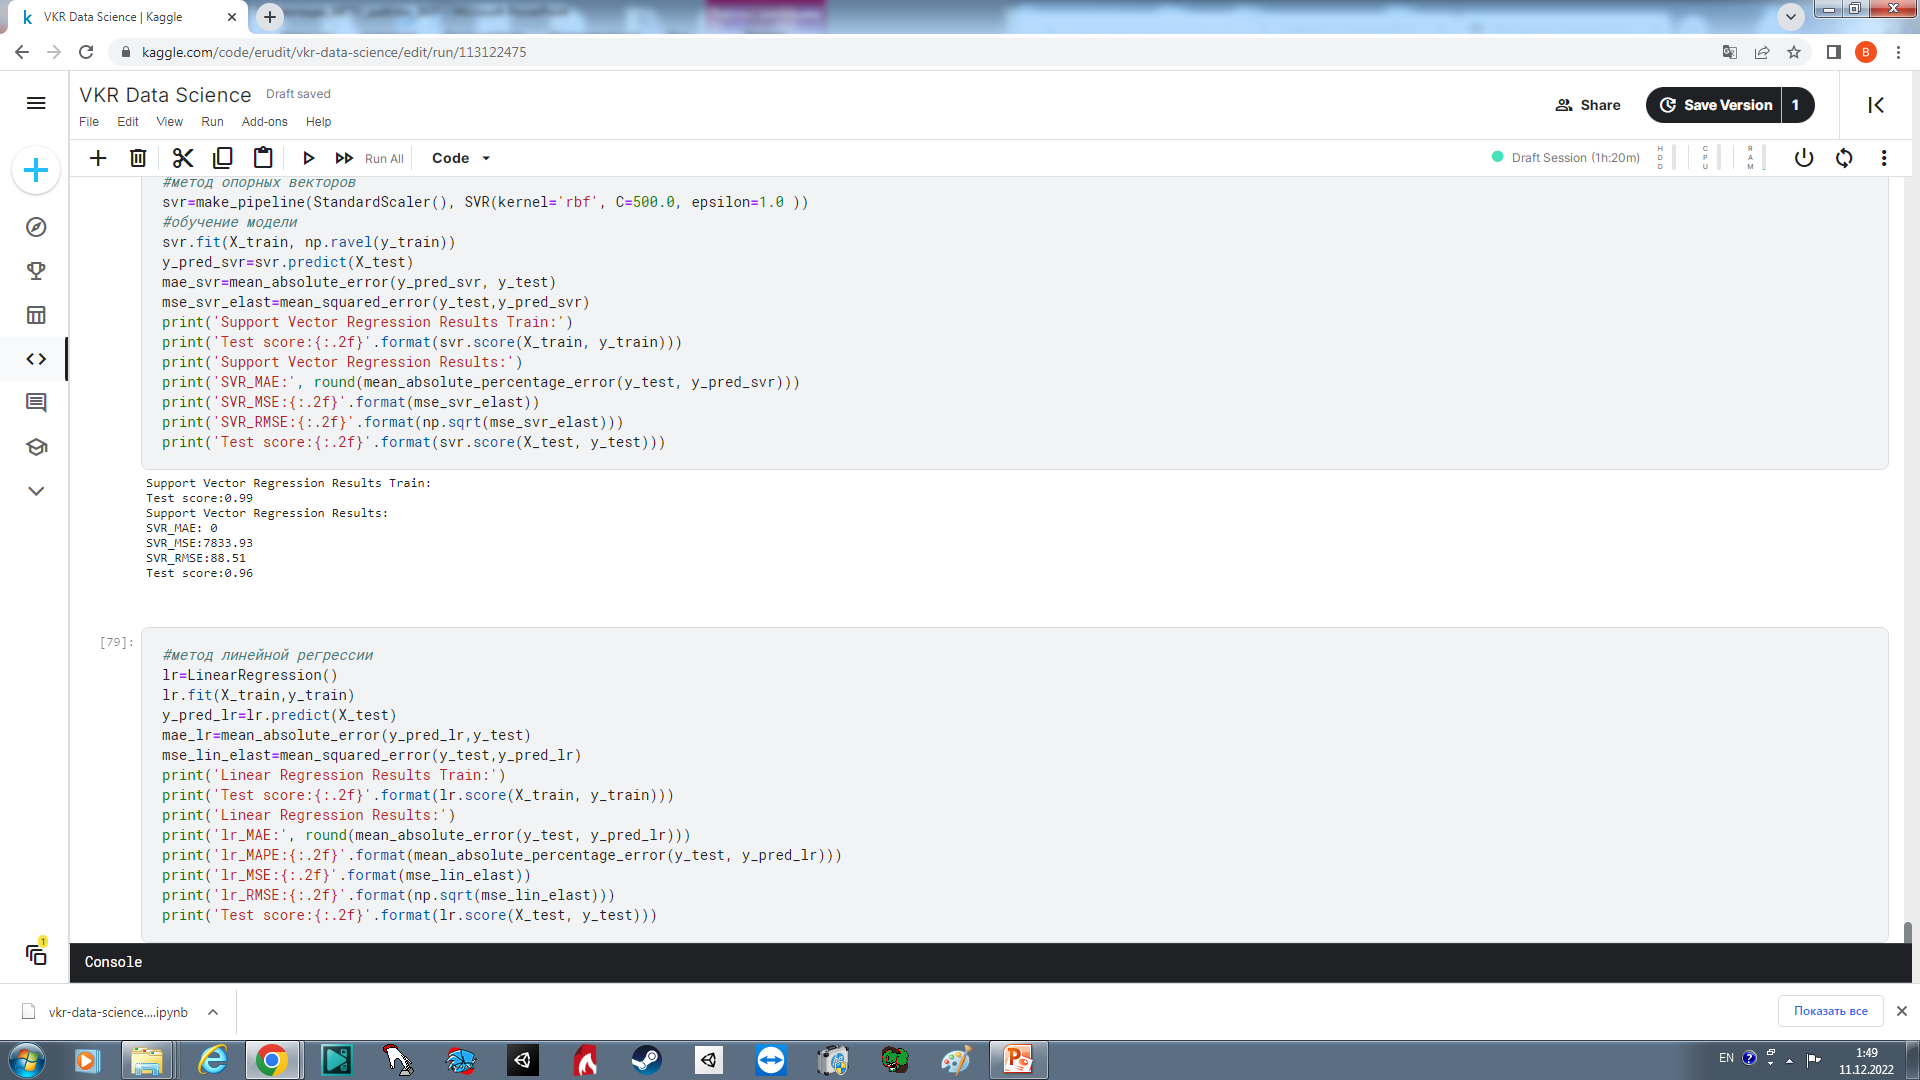 VKR Data Science | Kaggle
kaggle.com/code/erudit/vkr-data-science/edit/run/113122475
B
VKR Data Science Draft saved
File Edit View Run Add-ons Help
Share
Save Version 1
Run All
Code
Draft Session (1h:20m)
HDD
CPU
RAM
#метод опорных векторов
svr=make_pipeline(StandardScaler(), SVR(kernel='rbf', C=500.0, epsilon=1.0 ))
#обучение модели
svr.fit(X_train, np.ravel(y_train))
y_pred_svr=svr.predict(X_test)
mae_svr=mean_absolute_error(y_pred_svr, y_test)
mse_svr_elast=mean_squared_error(y_test,y_pred_svr)
print('Support Vector Regression Results Train:')
print('Test score:{:.2f}'.format(svr.score(X_train, y_train)))
print('Support Vector Regression Results:')
print('SVR_MAE:', round(mean_absolute_percentage_error(y_test, y_pred_svr)))
print('SVR_MSE:{:.2f}'.format(mse_svr_elast))
print('SVR_RMSE:{:.2f}'.format(np.sqrt(mse_svr_elast)))
print('Test score:{:.2f}'.format(svr.score(X_test, y_test)))
Support Vector Regression Results Train:
Test score:0.99
Support Vector Regression Results:
SVR_MAE: 0
SVR_MSE:7833.93
SVR_RMSE:88.51
Test score:0.96
[79]:
#метод линейной регрессии
lr=LinearRegression()
lr.fit(X_train,y_train)
y_pred_lr=lr.predict(X_test)
mae_lr=mean_absolute_error(y_pred_lr,y_test)
mse_lin_elast=mean_squared_error(y_test,y_pred_lr)
print('Linear Regression Results Train:')
print('Test score:{:.2f}'.format(lr.score(X_train, y_train)))
print('Linear Regression Results:')
print('lr_MAE:', round(mean_absolute_error(y_test, y_pred_lr)))
print('lr_MAPE:{:.2f}'.format(mean_absolute_percentage_error(y_test, y_pred_lr)))
print('lr_MSE:{:.2f}'.format(mse_lin_elast))
print('lr_RMSE:{:.2f}'.format(np.sqrt(mse_lin_elast)))
print('Test score:{:.2f}'.format(lr.score(X_test, y_test)))
1
Console
vkr-data-science....ipynb
Показать все
EN
1:49
11.12.2022